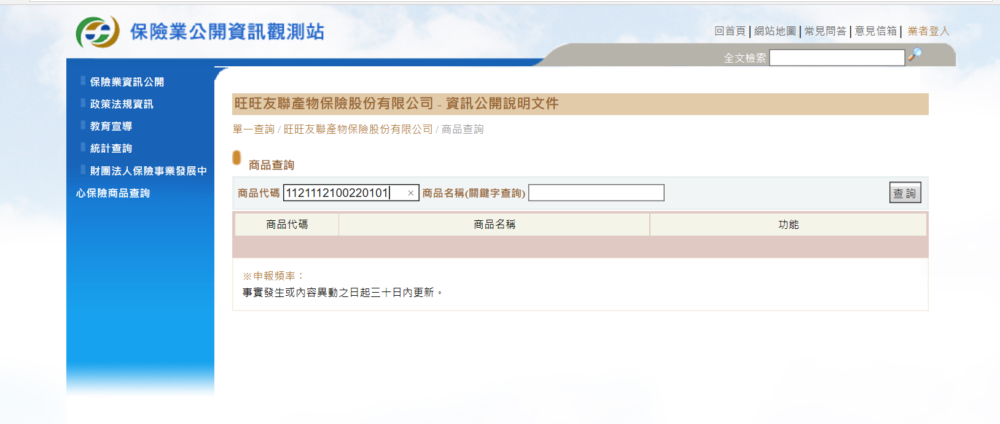 保險業公開資訊觀測站
回首頁 | 網站地圖 | 常見問答 | 意見信箱 | 業者登入
全文檢索
保險業資訊公開
政策法規資訊
教育宣導
統計查詢
財團法人保險事業發展中
心保險商品查詢
旺旺友聯產物保險股份有限公司 - 資訊公開說明文件
單一查詢 / 旺旺友聯產物保險股份有限公司 / 商品查詢
商品查詢
商品代碼 1121112100220101 × 商品名稱(關鍵字查詢) 查詢
商品代碼 商品名稱 功能
※申報頻率：
事實發生或內容異動之日起三十日內更新。